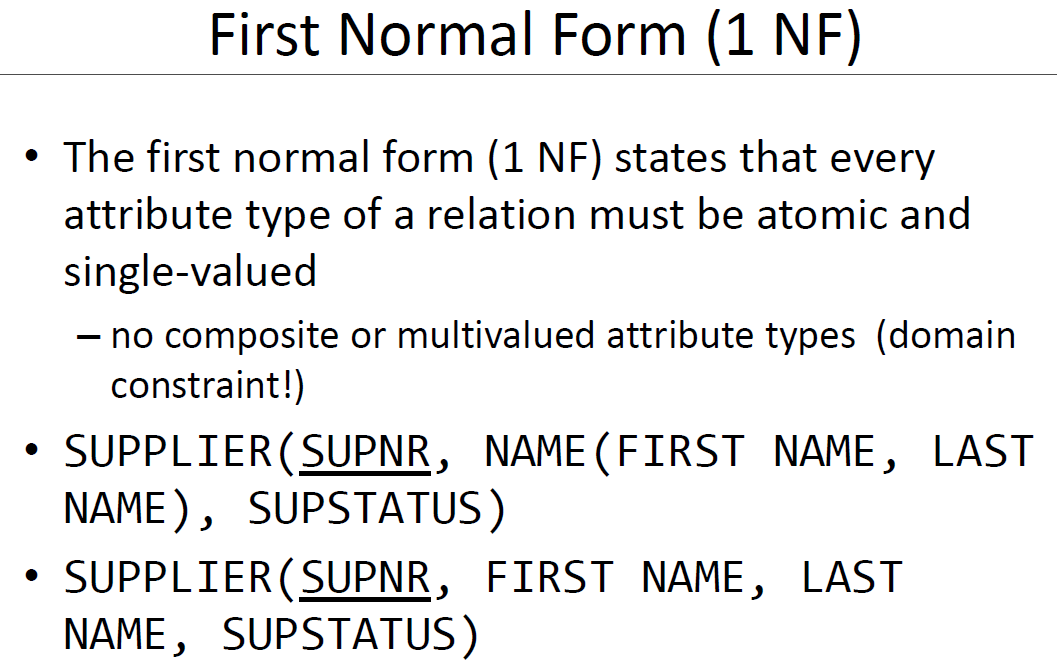 First Normal Form (1 NF)
• The first normal form (1 NF) states that every
attribute type of a relation must be atomic and
single-valued
– no composite or multivalued attribute types (domain
constraint!)
• SUPPLIER(SUPNR, NAME(FIRST NAME, LAST
NAME), SUPSTATUS)
• SUPPLIER(SUPNR, FIRST NAME, LAST
NAME, SUPSTATUS)